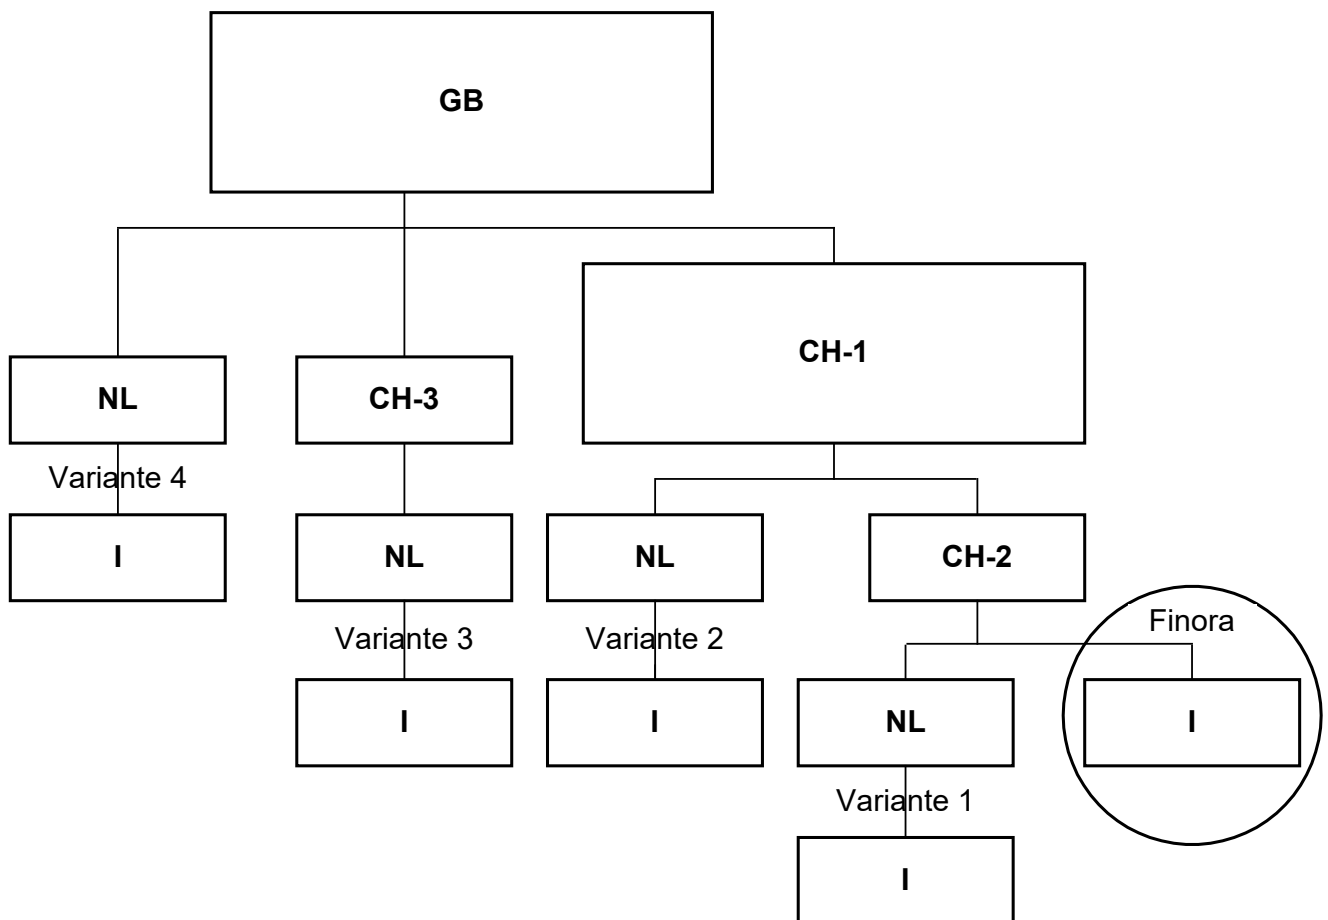 GB
CH-1
NL
CH-3
Variante 4
I
NL
NL
CH-2
Finora
Variante 3
Variante 2
I
I
NL
I
Variante 1
I